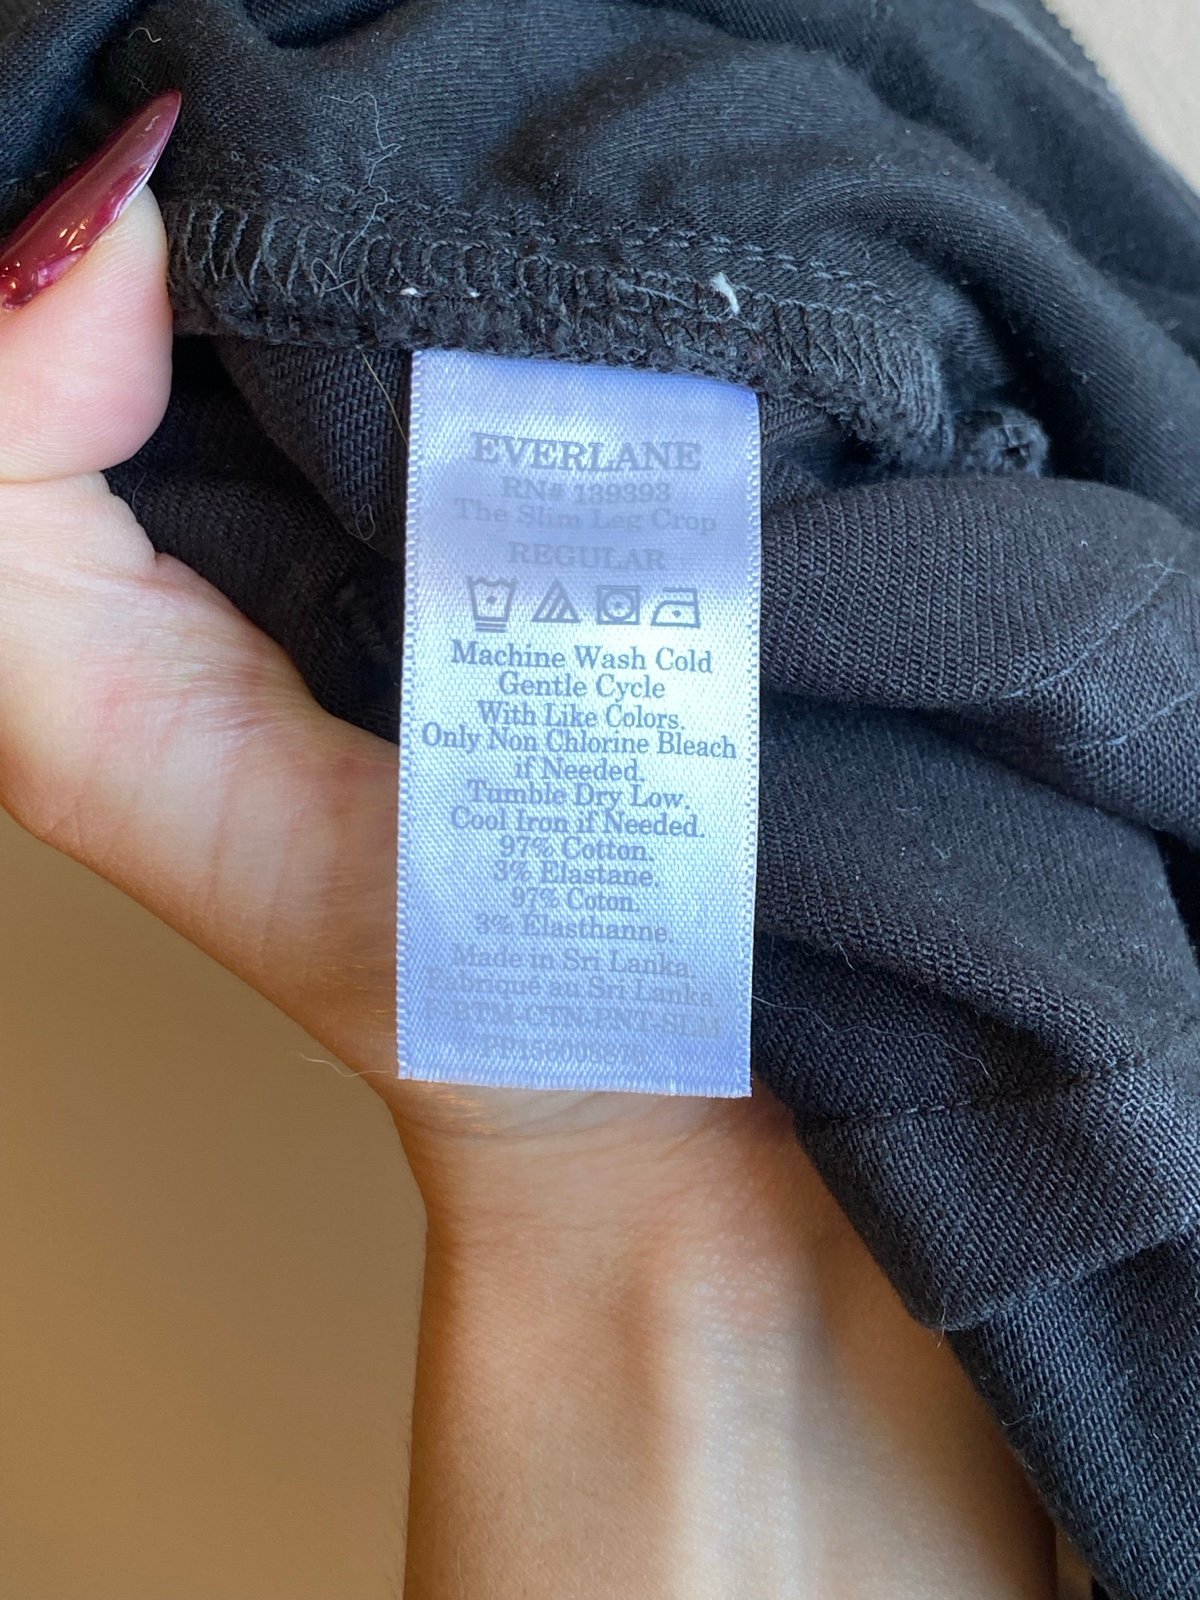 EVERLANE
RN# 139393
The Slim Leg Crop
REGULAR
Machine Wash Cold
Gentle Cycle
With Like Colors.
Only Non Chlorine Bleach
if Needed.
Tumble Dry Low.
Cool Iron if Needed.
97% Cotton.
3% Elastane.
97% Coton.
3% Elasthanne.
Made in Sri Lanka.
Fabriqué au Sri Lanka.